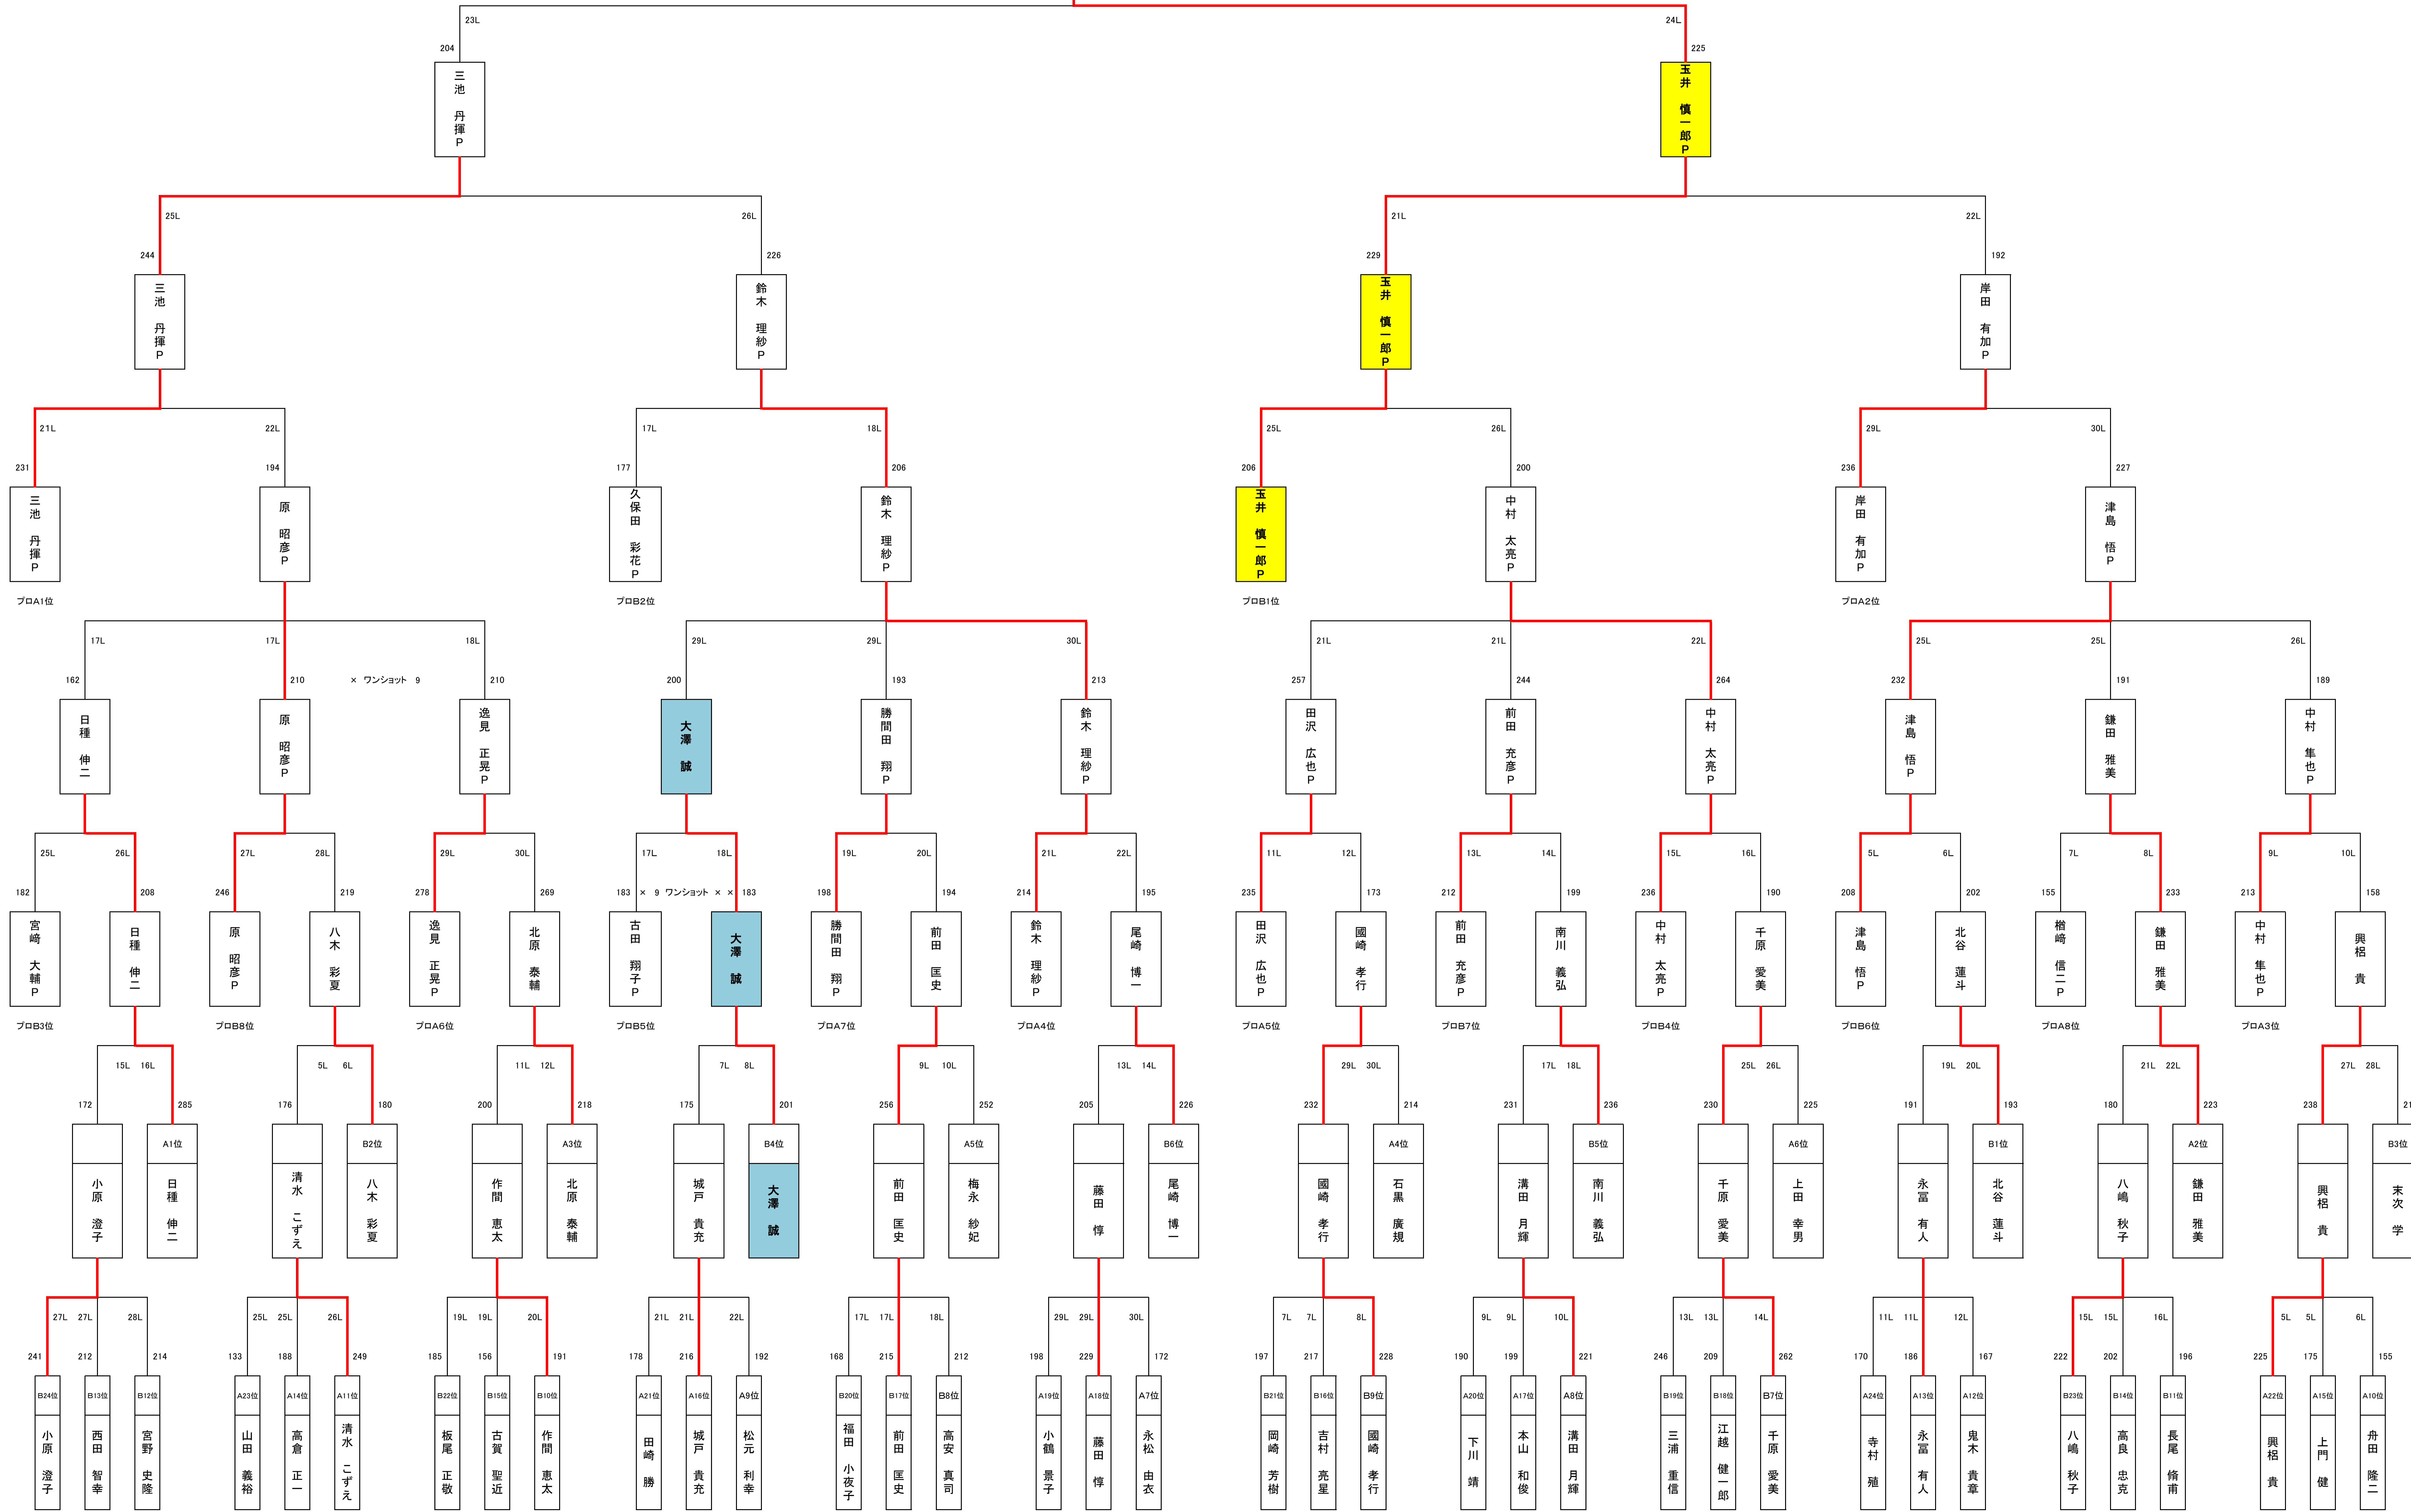 23L 24L
204 225
三池 丹揮P 玉井 慎一郎P
25L 26L 21L 22L
244 226 229 192
三池 丹揮P 鈴木 理紗P 玉井 慎一郎P 岸田 有加P
21L 22L 17L 18L 25L 26L 29L 30L
231 194 177 206 206 200 236 227
三池 丹揮P 原 昭彦P 久保田 彩花P 鈴木 理紗P 玉井 慎一郎P 中村 太亮P 岸田 有加P 津島 悟P
プロA1位 プロB2位 プロB1位 プロA2位
17L 17L 18L 29L 29L 30L 21L 21L 22L 25L 25L 26L
162 210 × ワンショット 9 210 200 193 213 257 244 264 232 191 189
日種 伸二 原 昭彦P 逸見 正晃P 大澤 誠 勝間田 翔P 鈴木 理紗P 田沢 広也P 前田 充彦P 中村 太亮P 津島 悟P 鎌田 雅美 中村 隼也P
25L 26L 27L 28L 29L 30L 17L 18L 19L 20L 21L 22L 11L 12L 13L 14L 15L 16L 5L 6L 7L 8L 9L 10L
182 208 246 219 278 269 183 × 9 ワンショット × × 183 198 194 214 195 235 173 212 199 236 190 208 202 155 233 213 158
宮﨑 大輔P 日種 伸二 原 昭彦P 八木 彩夏 逸見 正晃P 北原 泰輔 古田 翔子P 大澤 誠 勝間田 翔P 前田 匡史 鈴木 理紗P 尾崎 博一 田沢 広也P 國崎 孝行 前田 充彦P 南川 義弘 中村 太亮P 千原 愛美 津島 悟P 北谷 蓮斗 楢﨑 信二P 鎌田 雅美 中村 隼也P 興梠 貴
プロB3位 プロB8位 プロA6位 プロB5位 プロA7位 プロA4位 プロA5位 プロB7位 プロB4位 プロB6位 プロA8位 プロA3位
15L 16L 5L 6L 11L 12L 7L 8L 9L 10L 13L 14L 29L 30L 17L 18L 25L 26L 19L 20L 21L 22L 27L 28L
172 285 176 180 200 218 175 201 256 252 205 226 232 214 231 236 230 225 191 193 180 223 238
A1位 B2位 A3位 B4位 A5位 B6位 A4位 B5位 A6位 B1位 A2位 B3位
小原 澄子 日種 伸二 清水 こずえ 八木 彩夏 作間 恵太 北原 泰輔 城戸 貴充 大澤 誠 前田 匡史 梅永 紗妃 藤田 惇 尾崎 博一 國崎 孝行 石黒 廣規 溝田 月輝 南川 義弘 千原 愛美 上田 幸男 永冨 有人 北谷 蓮斗 八嶋 秋子 鎌田 雅美 興梠 貴 末次 学
27L 27L 28L 25L 25L 26L 19L 19L 20L 21L 21L 22L 17L 17L 18L 29L 29L 30L 7L 7L 8L 9L 9L 10L 13L 13L 14L 11L 11L 12L 15L 15L 16L 5L 5L 6L
241 212 214 133 188 249 185 156 191 178 216 192 168 215 212 198 229 172 197 217 228 190 199 221 246 209 262 170 186 167 222 202 196 225 175 155
B24位 B13位 B12位 A23位 A14位 A11位 B22位 B15位 B10位 A21位 A16位 A9位 B20位 B17位 B8位 A19位 A18位 A7位 B21位 B16位 B9位 A20位 A17位 A8位 B19位 B18位 B7位 A24位 A13位 A12位 B23位 B14位 B11位 A22位 A15位 A10位
小原 澄子 西田 智幸 宮野 史隆 山田 義裕 高倉 正一 清水 こずえ 板尾 正敬 古賀 聖近 作間 恵太 田崎 勝 城戸 貴充 松元 利幸 福田 小夜子 前田 匡史 高安 真司 小鶴 景子 藤田 惇 永松 由衣 岡崎 芳樹 吉村 亮星 國崎 孝行 下川 靖 本山 和俊 溝田 月輝 三浦 重信 江越 健一郎 千原 愛美 寺村 殖 永冨 有人 鬼木 貴章 八嶋 秋子 高良 忠克 長尾 脩甫 興梠 貴 上門 健 舟田 隆二